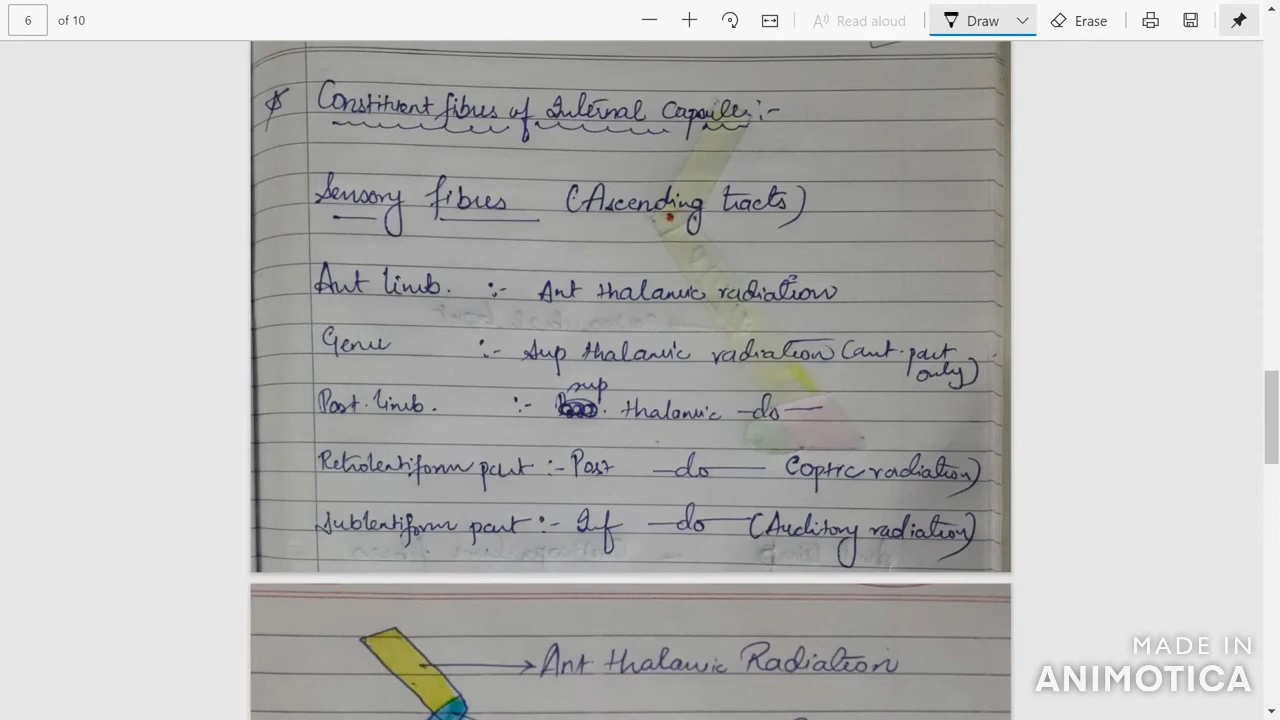 6 of 10 Read aloud Draw Erase
Constituent fibres of Internal Capsule :-
Sensory fibres (Ascending tracts)
Ant limb. :- Ant thalamic radiation
Genu :- Sup thalamic radiation (ant. part
only)
sup
Post. limb. :- thalamic -do-
Retrolentiform part :- Post -do- (optic radiation)
Sublentiform part :- Inf -do- (Auditory radiation)
Ant thalamic Radiation
MADE IN
ANIMOTICA